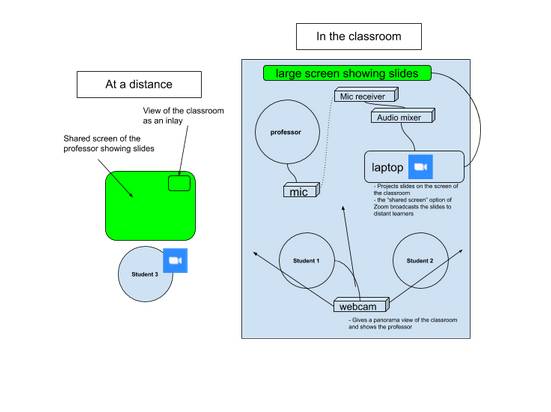 In the classroom
large screen showing slides
At a distance
Mic receiver
View of the classroom
as an inlay
Audio mixer
professor
Shared screen of the
professor showing slides
laptop
mic
- Projects slides on the screen of
the classroom
- the “shared screen” option of
Zoom broadcasts the slides to
distant learners
Student 1
Student 2
Student 3
webcam
- Gives a panorama view of the classroom
and shows the professor